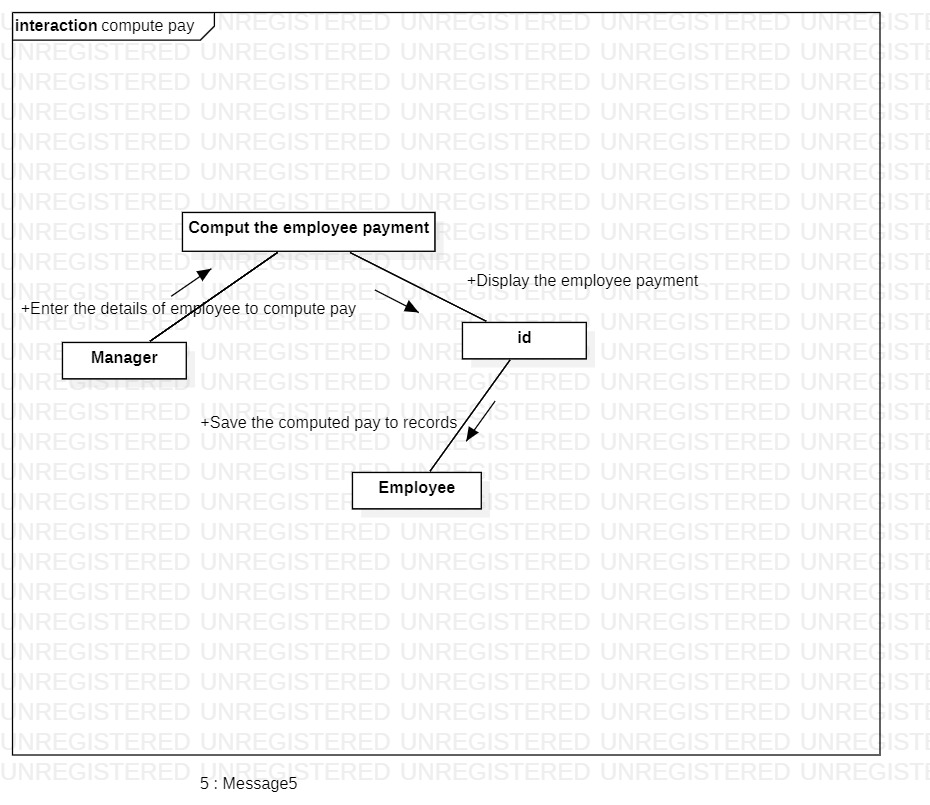 interaction compute pay
Comput the employee payment
+Display the employee payment
+Enter the details of employee to compute pay
id
Manager
+Save the computed pay to records
Employee
5 : Message5
UNREGISTERED